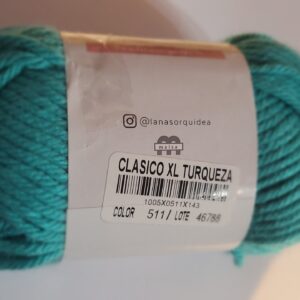 @lanasorquidea
CLASICO XL TURQUEZA
1005X0511X143
COLOR 511/ LOTE 46788